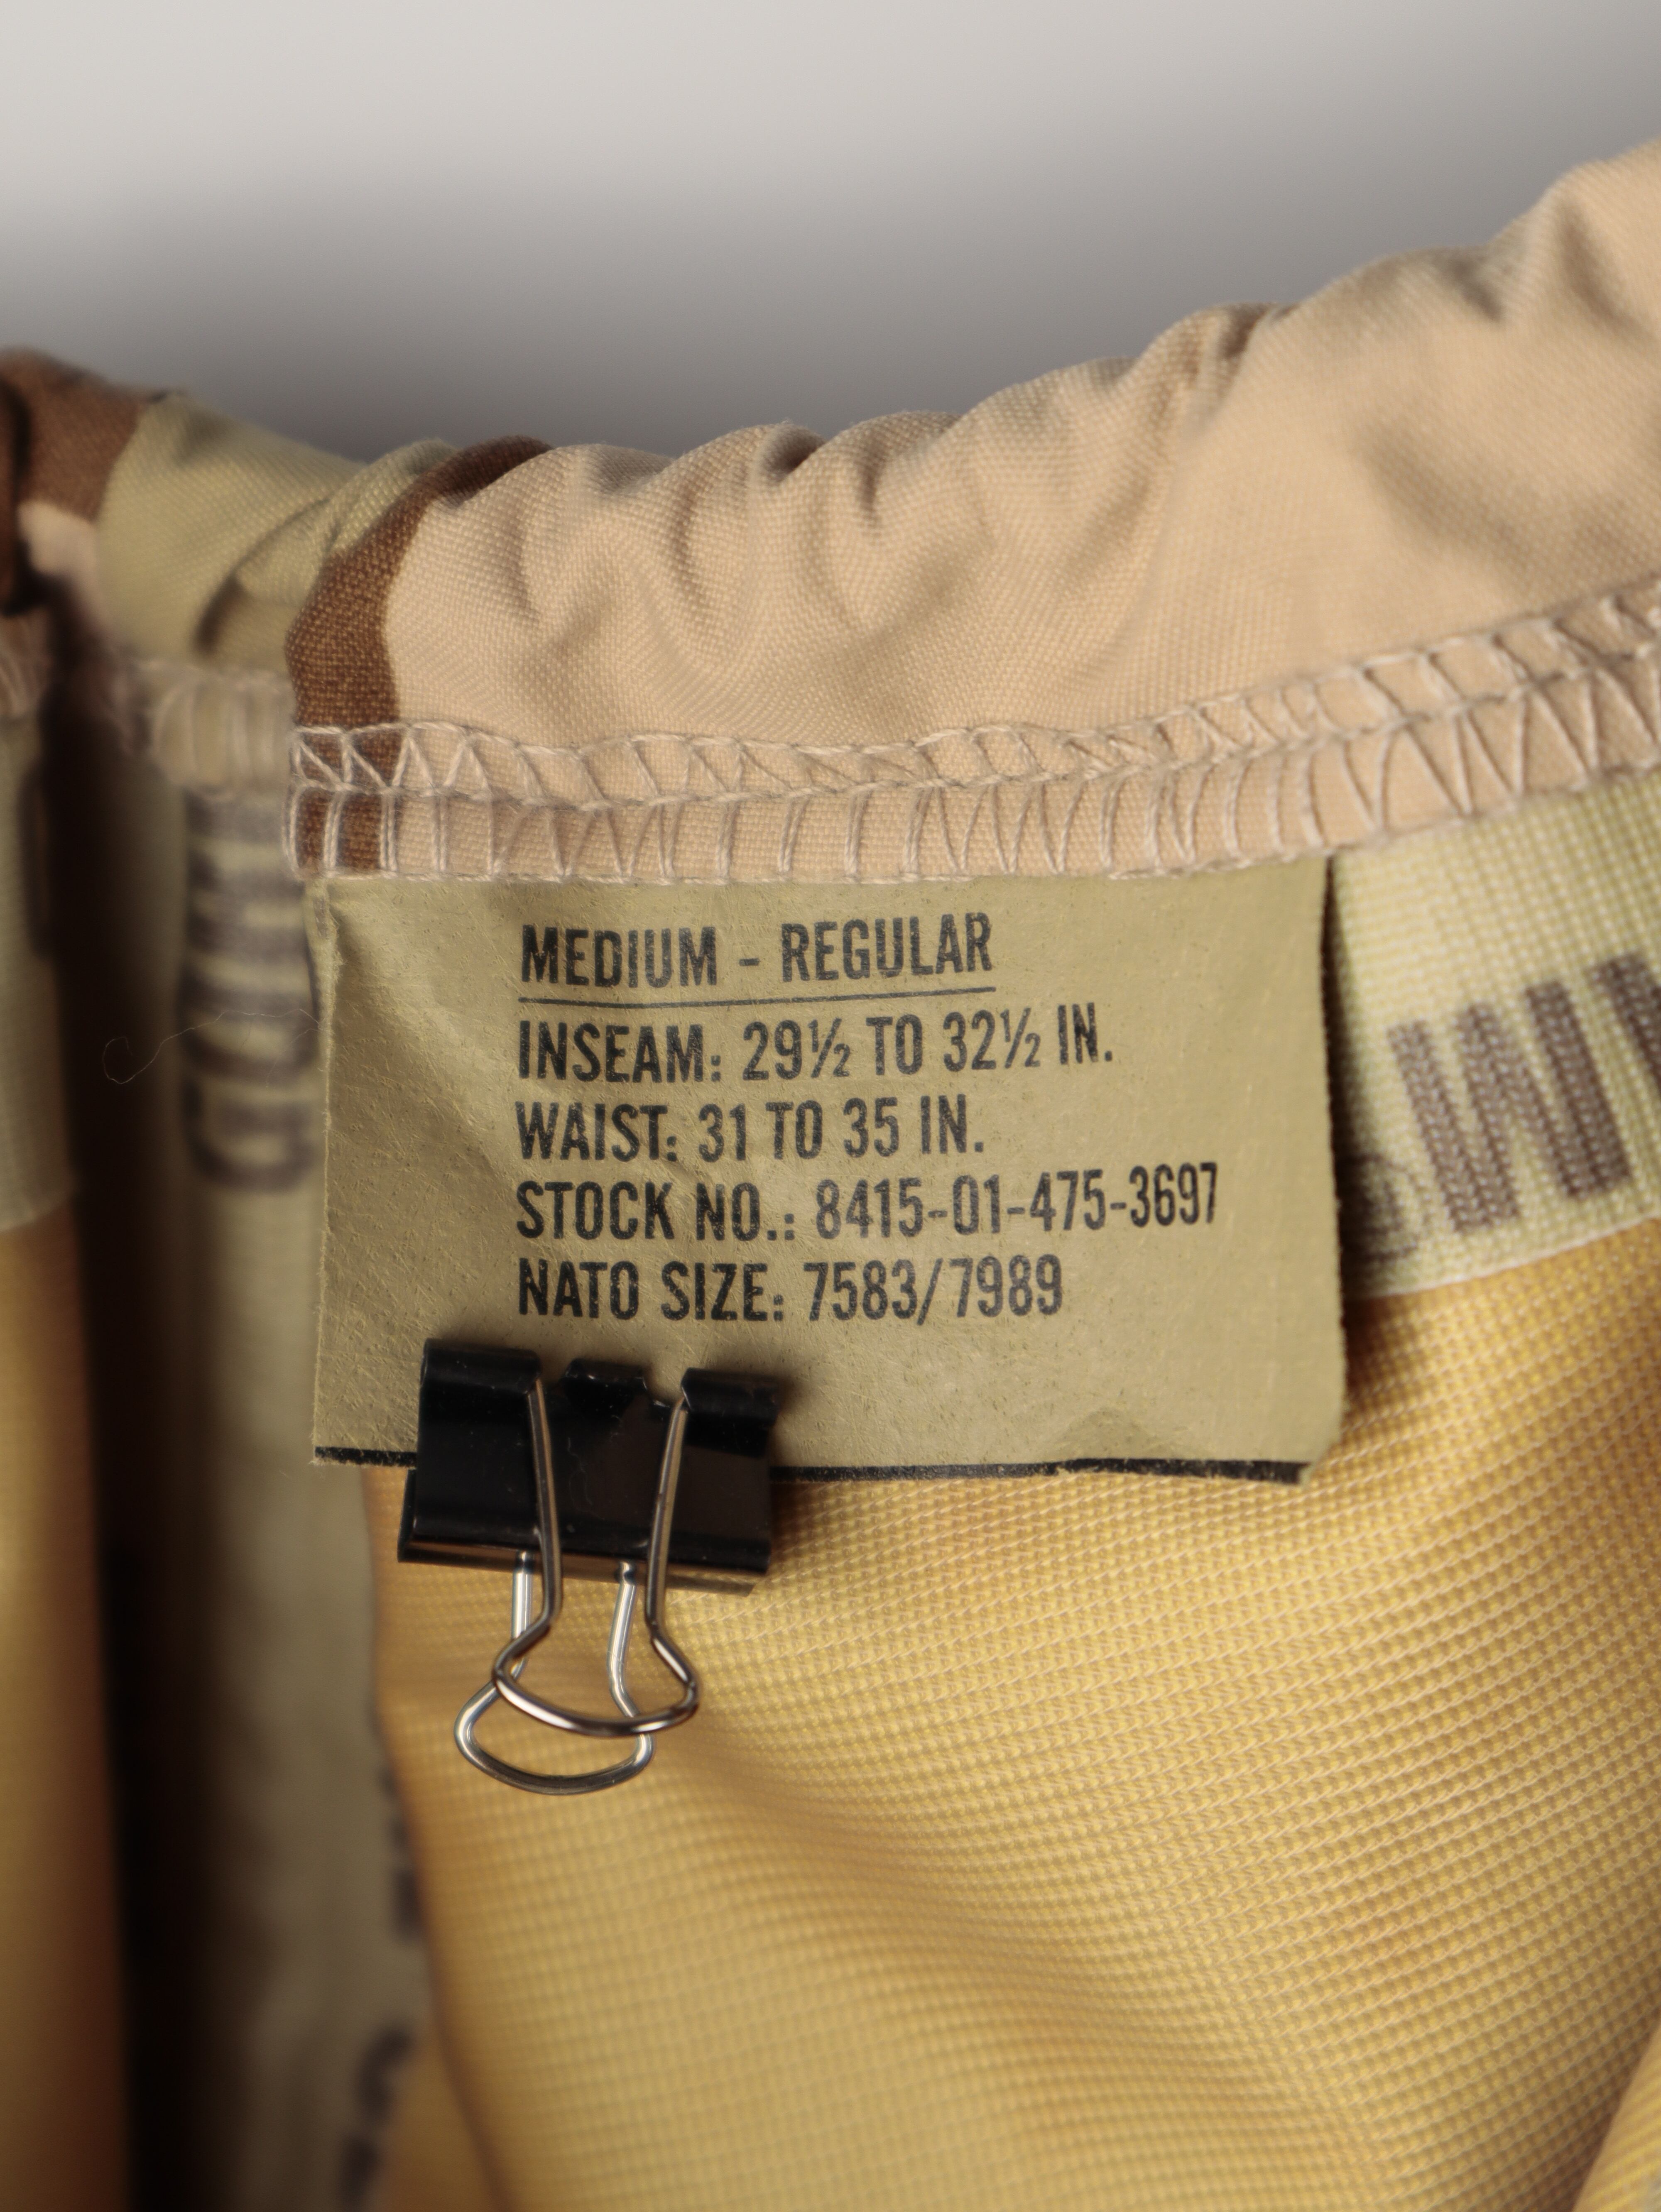 MEDIUM - REGULAR
INSEAM: 29½ TO 32½ IN.
WAIST: 31 TO 35 IN.
STOCK NO.: 8415-01-475-3697
NATO SIZE: 7583/7989